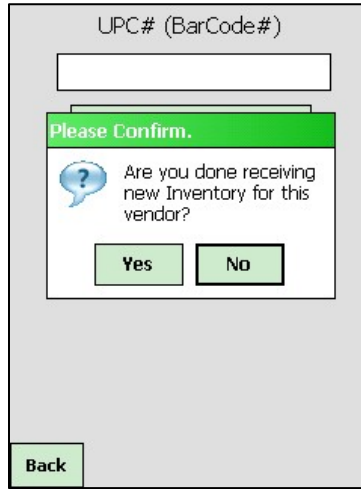 UPC# (BarCode#)
Please Confirm.
?
Are you done receiving
new Inventory for this
vendor?
Yes
No
Back